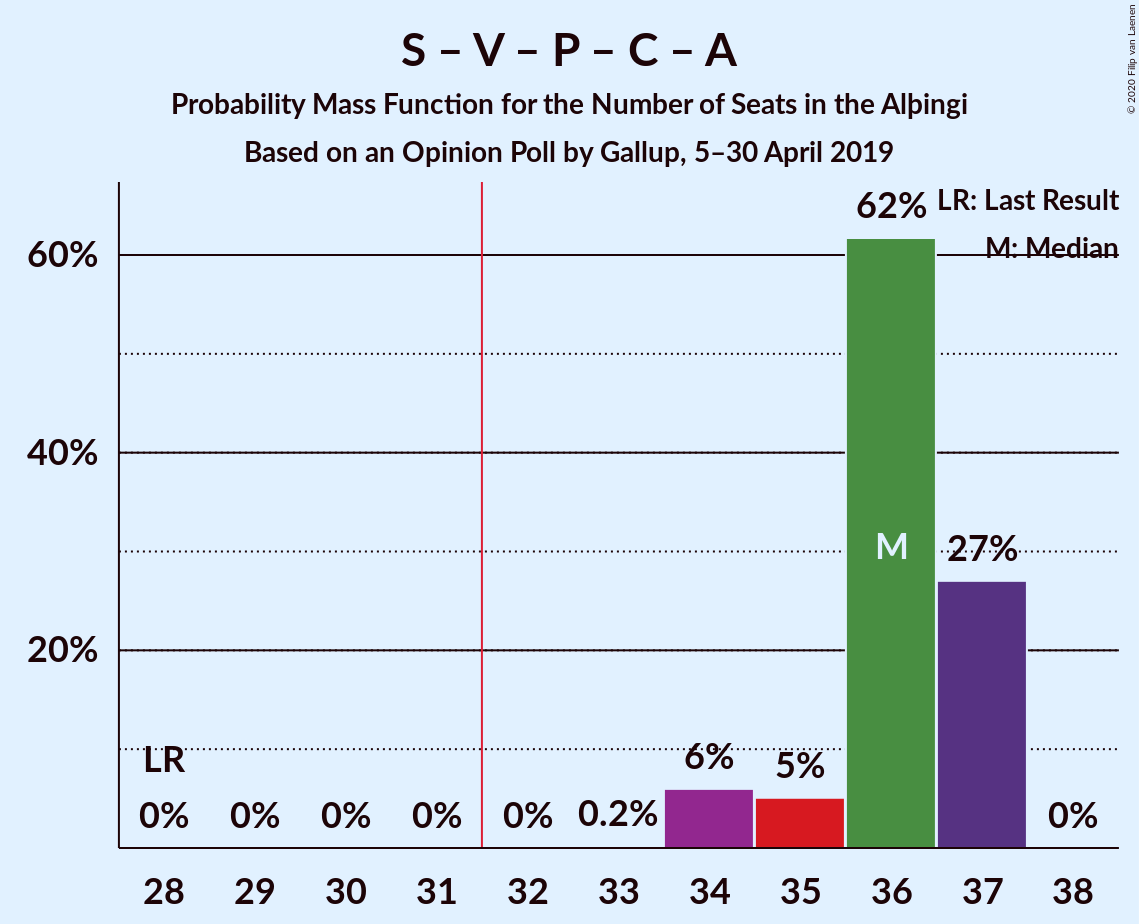 S – V – P – C – A
Probability Mass Function for the Number of Seats in the Alþingi
Based on an Opinion Poll by Gallup, 5–30 April 2019
© 2020 Filip van Laenen
LR: Last Result
M: Median
60%
40%
20%
62%
M
27%
LR
6%
5%
0%
0%
0%
0%
0%
0.2%
0%
28 29 30 31 32 33 34 35 36 37 38